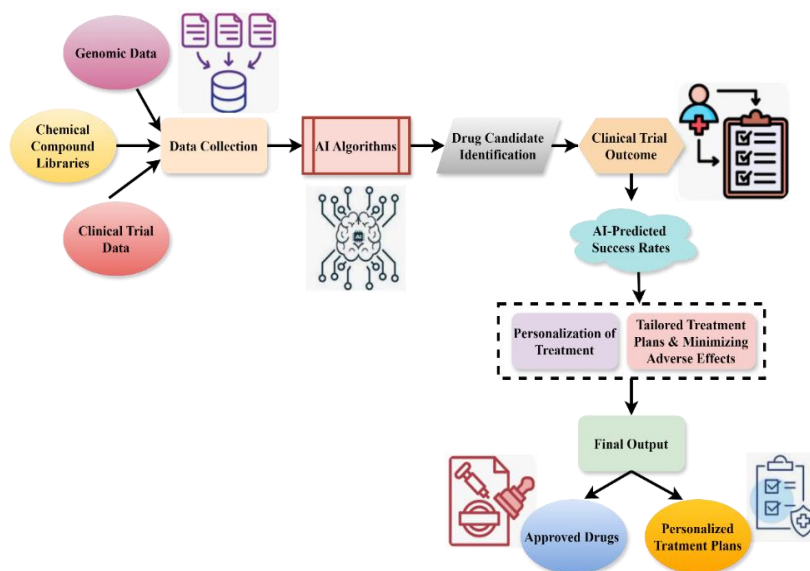 Genomic Data
Chemical
Compound
Libraries
Clinical Trial
Data
Data Collection
AI Algorithms
AI
Drug Candidate
Identification
Clinical Trial
Outcome
AI-Predicted
Success Rates
Personalization of
Treatment
Tailored Treatment
Plans & Minimizing
Adverse Effects
Final Output
Approved Drugs
Personalized
Tratment Plans